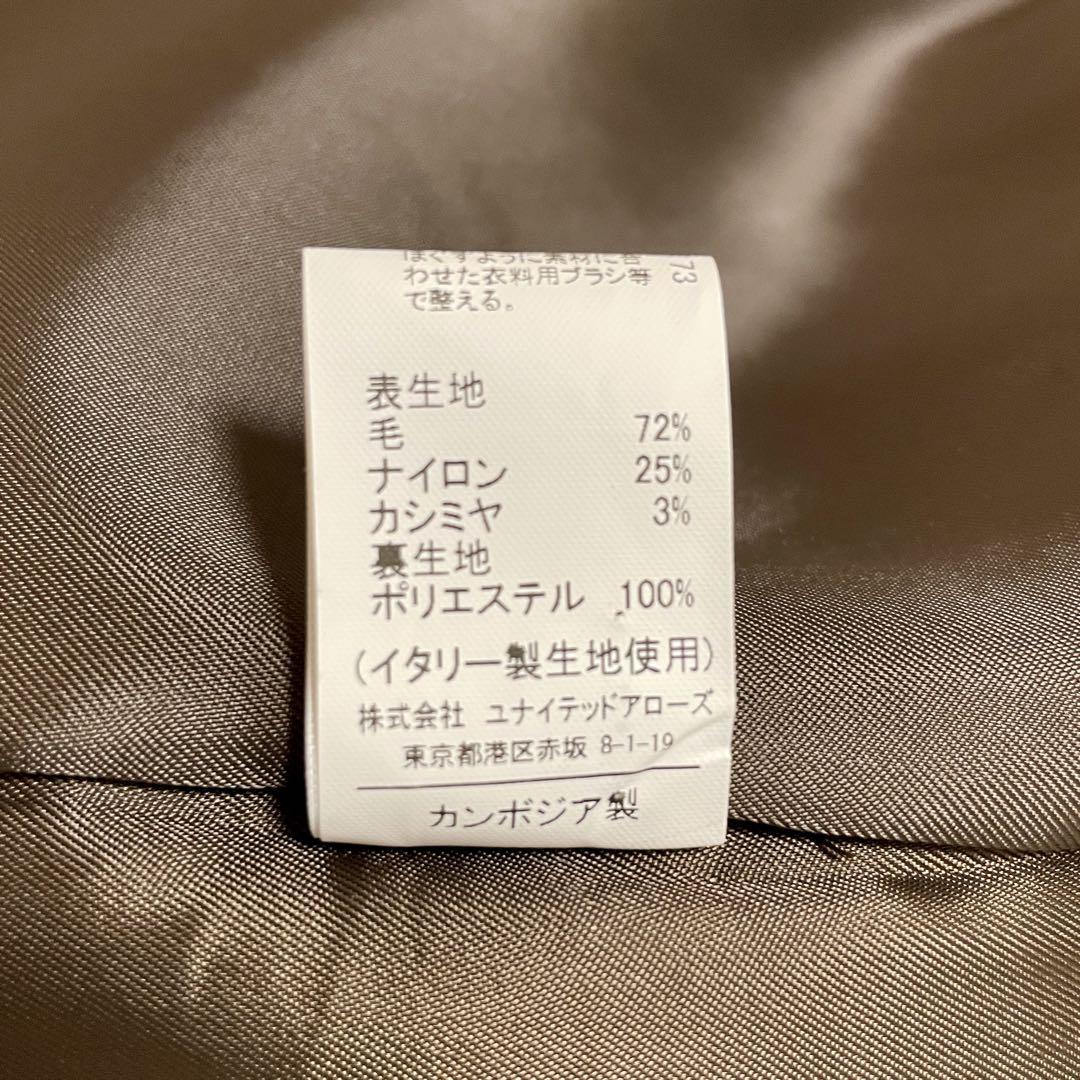 ほぐすように素材に合
わせた衣料用ブラシ等
で整える。
73
表生地
毛 72%
ナイロン 25%
カシミヤ 3%
裏生地
ポリエステル 100%
(イタリー製生地使用)
株式会社 ユナイテッドアローズ
東京都港区赤坂 8-1-19
カンボジア製